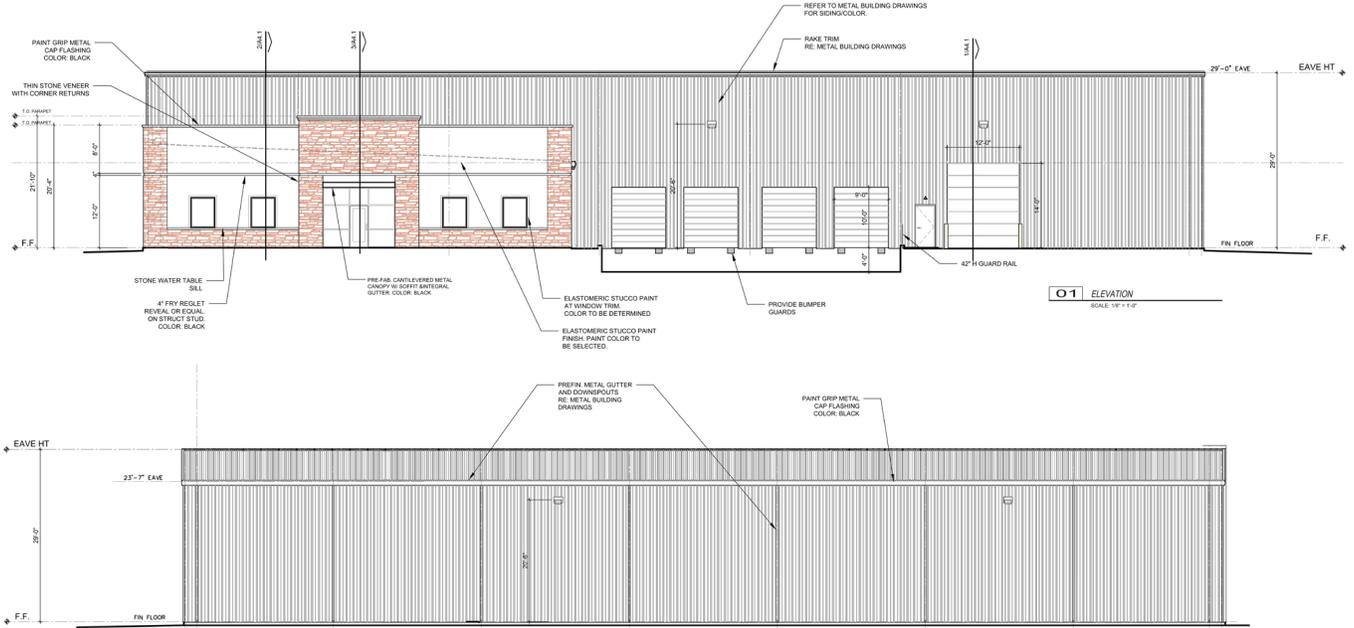 REFER TO METAL BUILDING DRAWINGS
FOR SIDING/COLOR.
RAKE TRIM
RE: METAL BUILDING DRAWINGS
2/A4.1
3/A4.1
1/A4.1
PAINT GRIP METAL
CAP FLASHING
COLOR: BLACK
THIN STONE VENEER
WITH CORNER RETURNS
T.O. PARAPET
T.O. PARAPET
29'-0" EAVE
EAVE HT
21'-10"
20'-4"
8'-0"
4"
12'-0"
20'-6"
9'-0"
10'-0"
4'-0"
12'-0"
14'-0"
29'-0"
F.F.
FIN FLOOR
F.F.
STONE WATER TABLE
SILL
4" FRY REGLET
REVEAL OR EQUAL.
ON STRUCT STUD.
COLOR: BLACK
PRE-FAB. CANTILEVERED METAL
CANOPY W/ SOFFIT &INTEGRAL
GUTTER. COLOR: BLACK
ELASTOMERIC STUCCO PAINT
AT WINDOW TRIM.
COLOR TO BE DETERMINED
ELASTOMERIC STUCCO PAINT
FINISH. PAINT COLOR TO
BE SELECTED.
PROVIDE BUMPER
GUARDS
42" H GUARD RAIL
01 ELEVATION
SCALE: 1/8" = 1'-0"
PREFIN. METAL GUTTER
AND DOWNSPOUTS
RE: METAL BUILDING
DRAWINGS
PAINT GRIP METAL
CAP FLASHING
COLOR: BLACK
EAVE HT
23'-7" EAVE
29'-0"
20'-6"
F.F.
FIN FLOOR